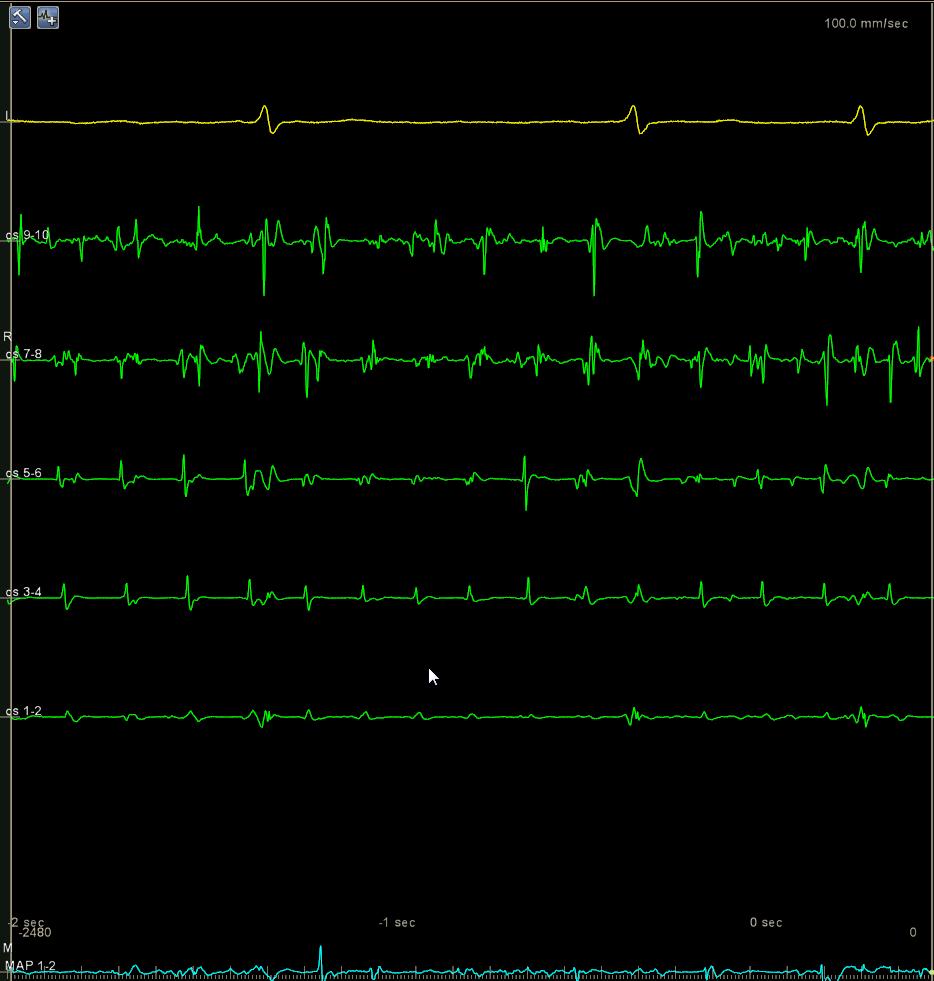 100.0 mm/sec
I
cs 9-10
R
cs 7-8
cs 5-6
cs 3-4
cs 1-2
-2 sec
-1 sec
0 sec
-2480
0
M
MAP 1-2